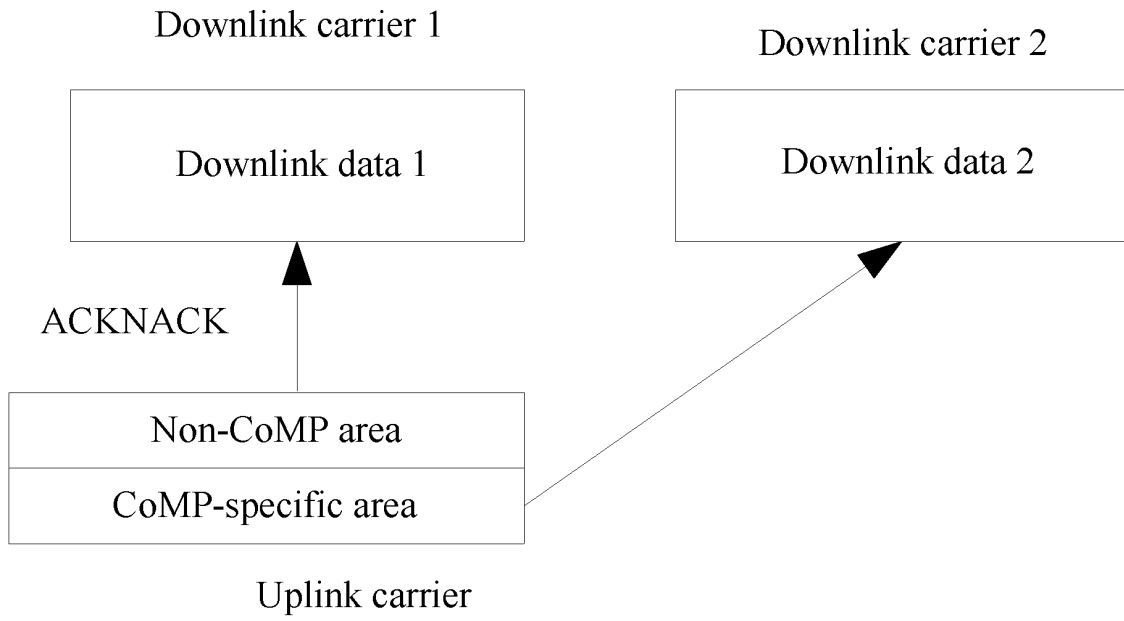 Downlink carrier 1
Downlink carrier 2
Downlink data 1
Downlink data 2
ACKNACK
Non-CoMP area
CoMP-specific area
Uplink carrier